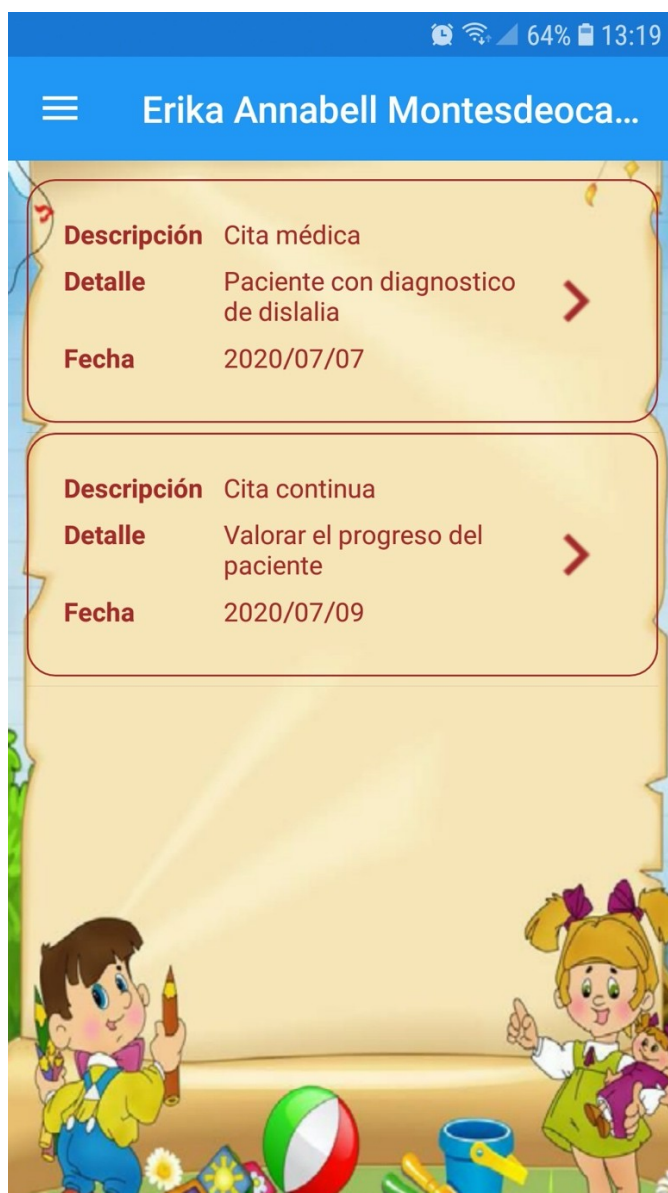 64% 13:19
Erika Annabell Montesdeoca...
Descripción Cita médica
Detalle Paciente con diagnostico
de dislalia
Fecha 2020/07/07
Descripción Cita continua
Detalle Valorar el progreso del
paciente
Fecha 2020/07/09